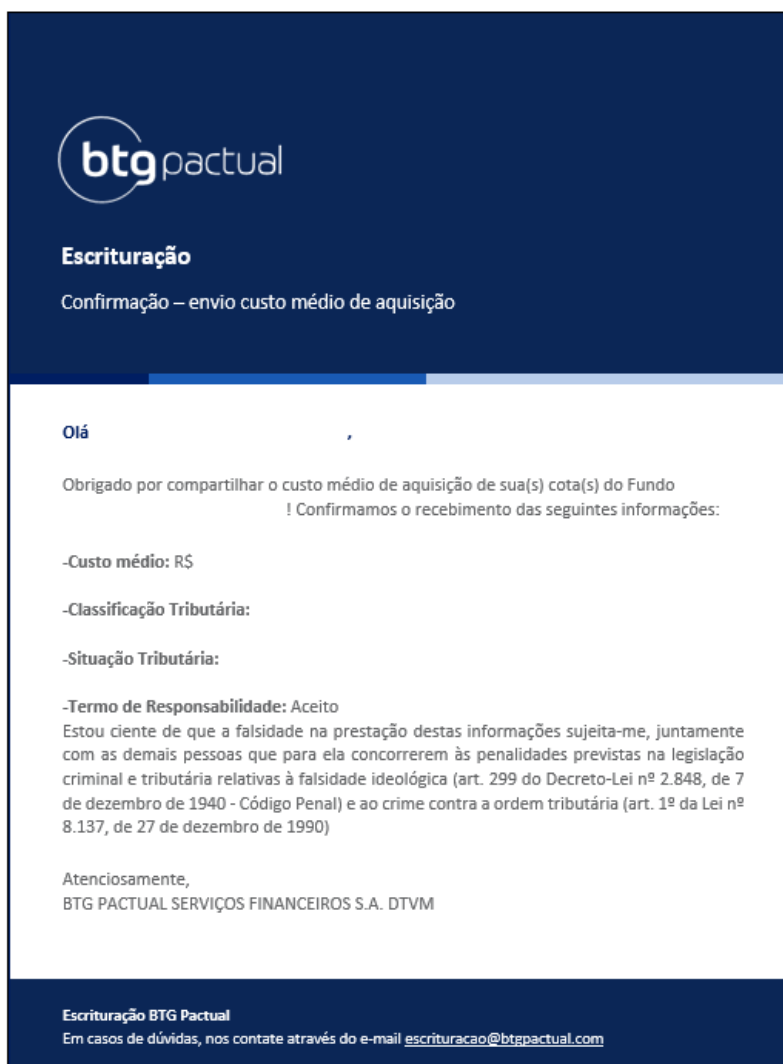 btg pactual
Escrituração
Confirmação – envio custo médio de aquisição
Olá ,
Obrigado por compartilhar o custo médio de aquisição de sua(s) cota(s) do Fundo
! Confirmamos o recebimento das seguintes informações:
-Custo médio: R$
-Classificação Tributária:
-Situação Tributária:
-Termo de Responsabilidade: Aceito
Estou ciente de que a falsidade na prestação destas informações sujeita-me, juntamente
com as demais pessoas que para ela concorrerem às penalidades previstas na legislação
criminal e tributária relativas à falsidade ideológica (art. 299 do Decreto-Lei nº 2.848, de 7
de dezembro de 1940 - Código Penal) e ao crime contra a ordem tributária (art. 1º da Lei nº
8.137, de 27 de dezembro de 1990)
Atenciosamente,
BTG PACTUAL SERVIÇOS FINANCEIROS S.A. DTVM
Escrituração BTG Pactual
Em casos de dúvidas, nos contate através do e-mail escrituracao@btgpactual.com